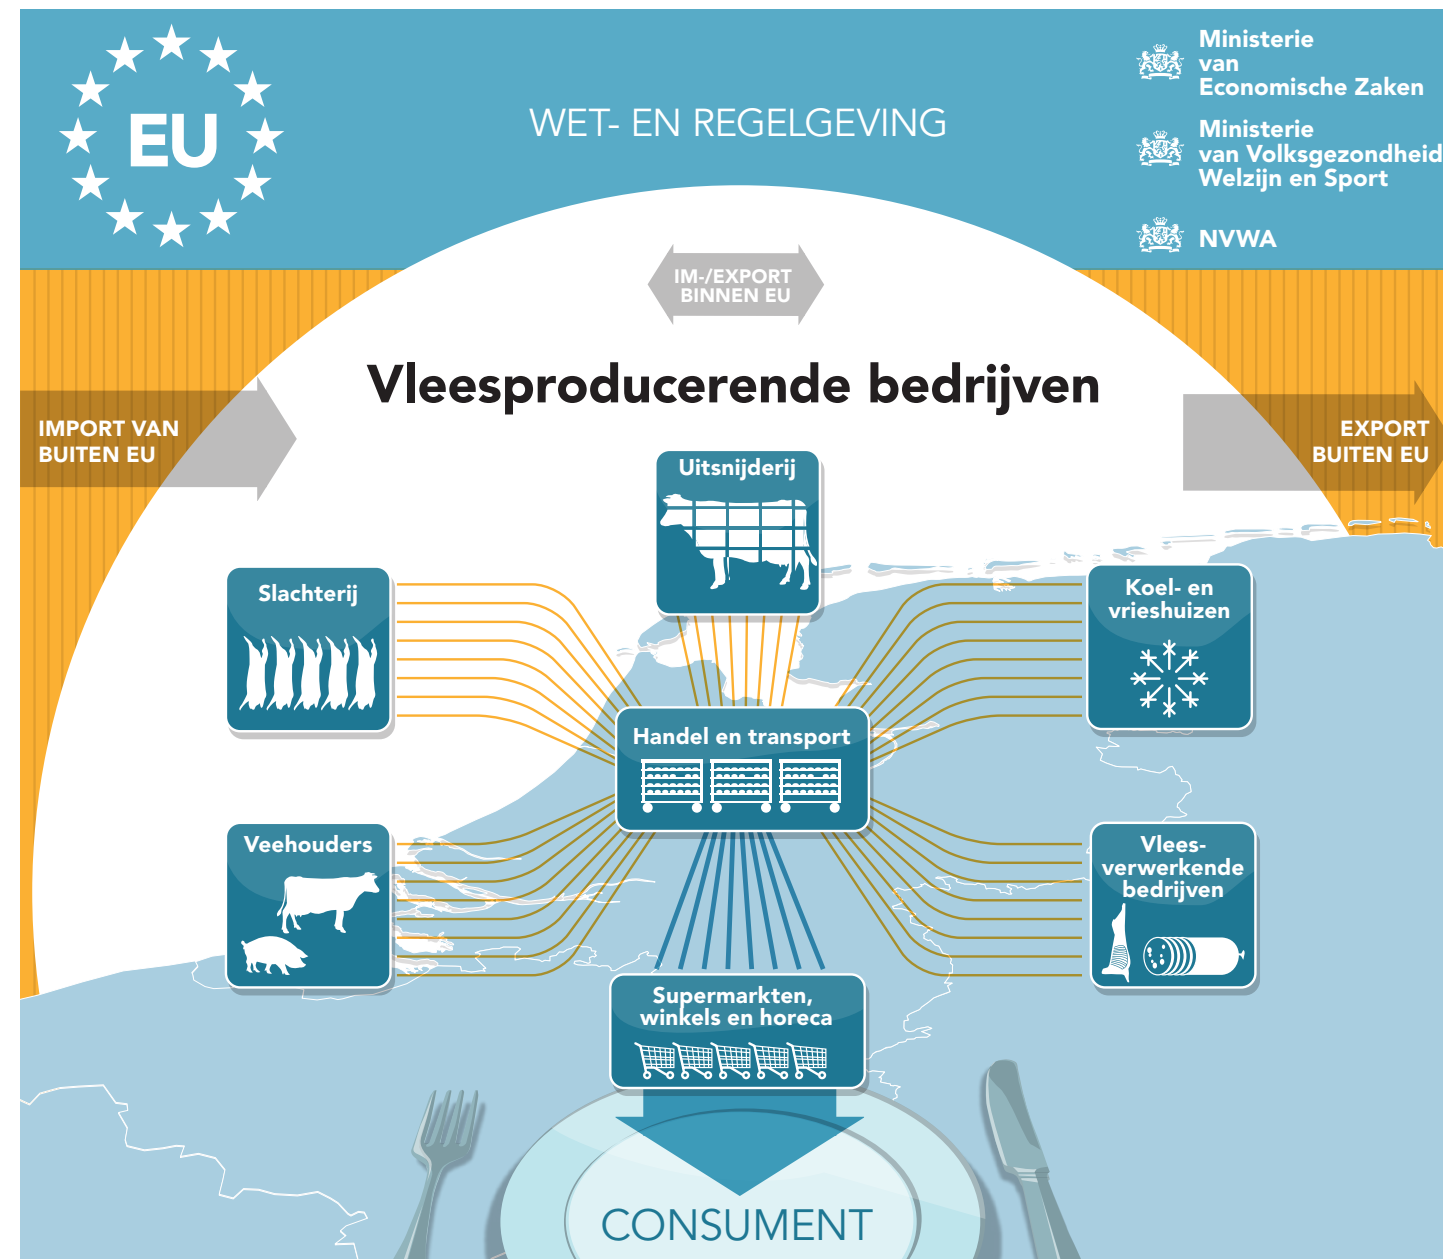 EU
WET- EN REGELGEVING
Ministerie
van
Economische Zaken
Ministerie
van Volksgezondheid
Welzijn en Sport
NVWA
IM-/EXPORT
BINNEN EU
Vleesproducerende bedrijven
IMPORT VAN
BUITEN EU
EXPORT
BUITEN EU
Uitsnijderij
Slachterij
Koel- en
vrieshuizen
Handel en transport
Veehouders
Vlees-
verwerkende
bedrijven
Supermarkten,
winkels en horeca
CONSUMENT